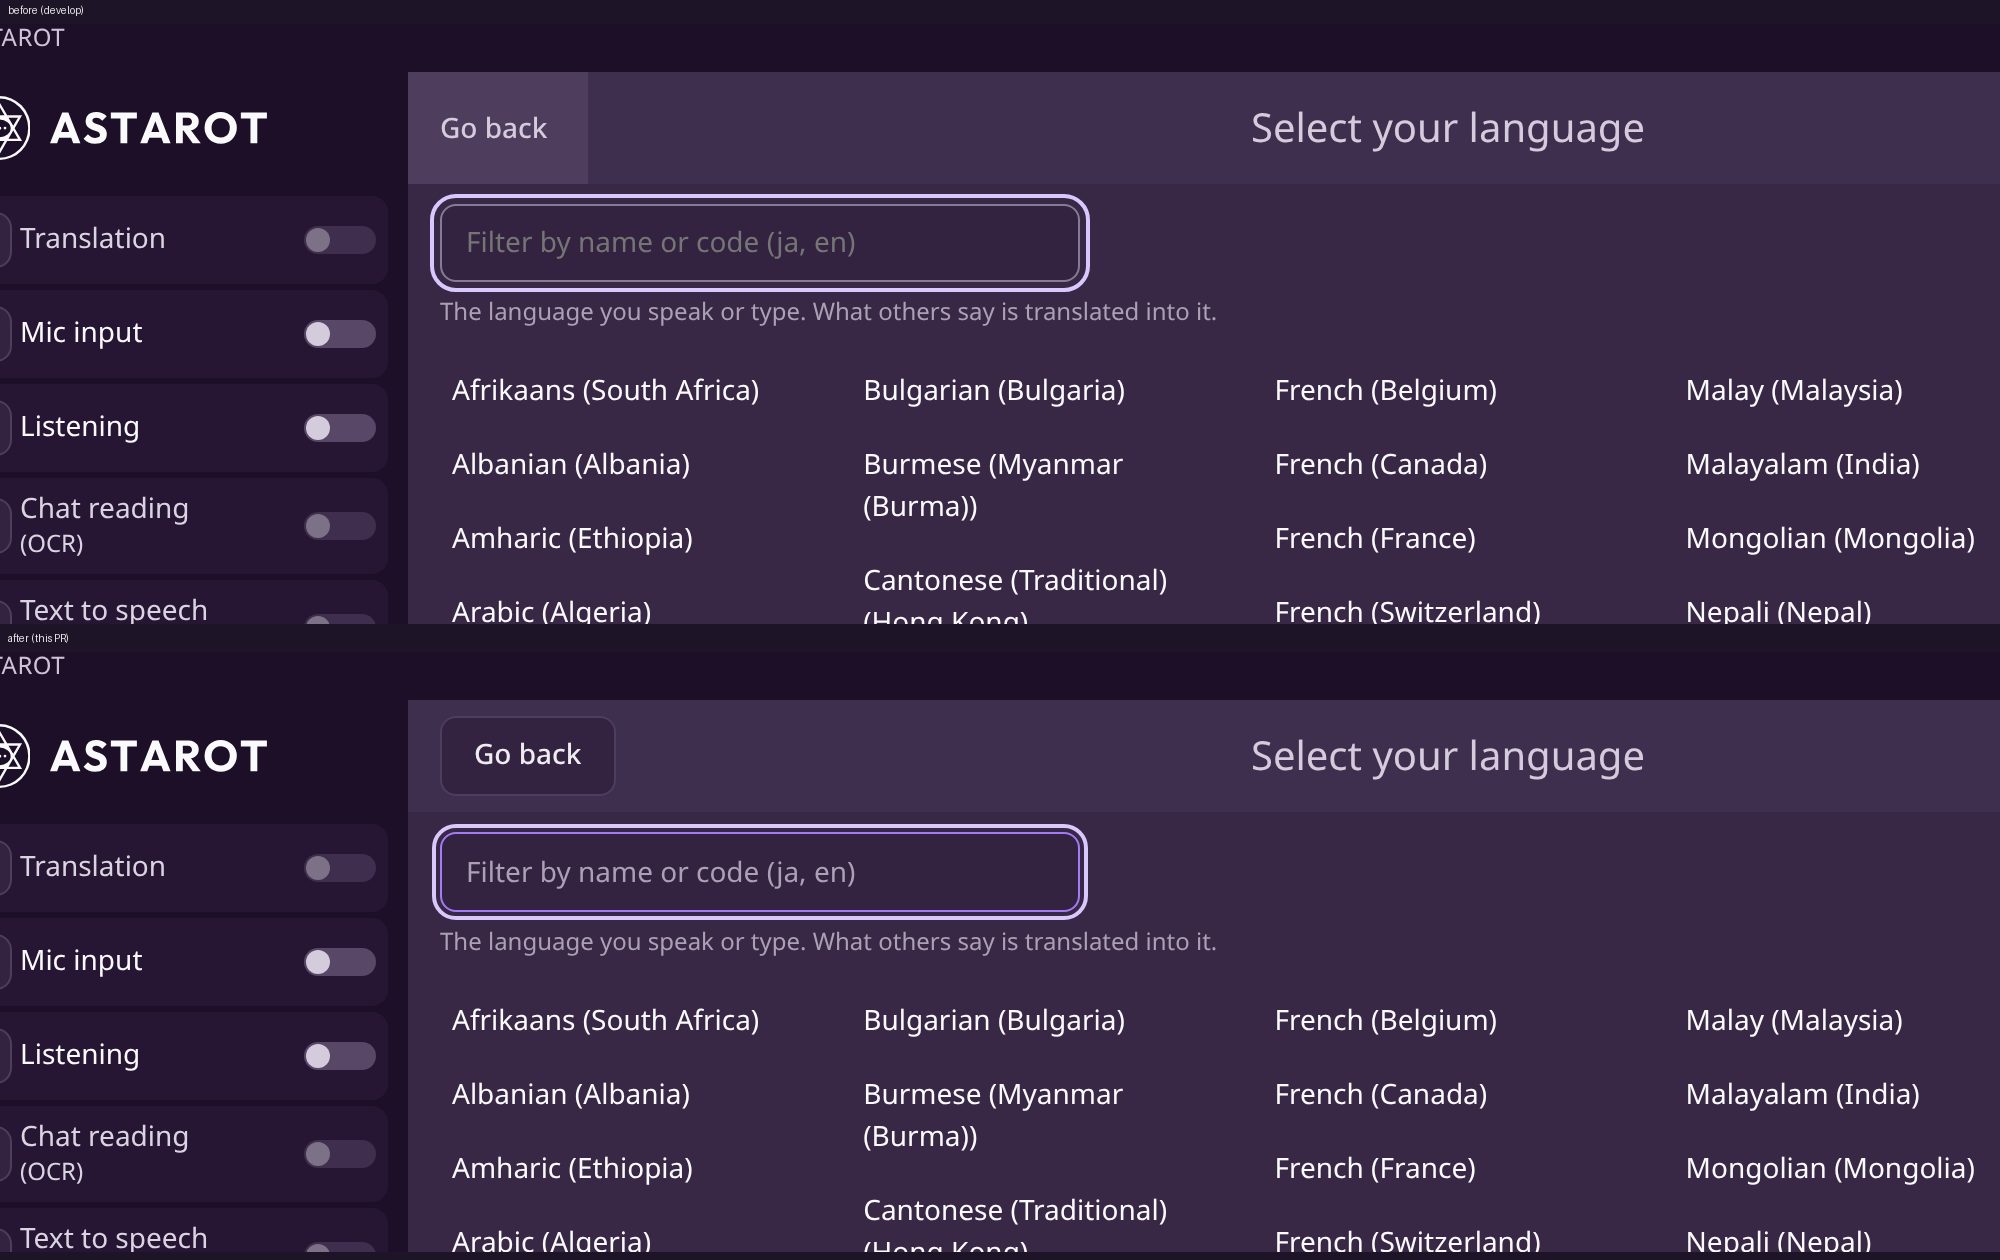 before (develop)
TAROT
ASTAROT
Go back
Select your language
Translation
Filter by name or code (ja, en)
The language you speak or type. What others say is translated into it.
Mic input
Listening
Chat reading
(OCR)
Text to speech
Afrikaans (South Africa)
Albanian (Albania)
Amharic (Ethiopia)
Arabic (Algeria)
Bulgarian (Bulgaria)
Burmese (Myanmar
(Burma))
Cantonese (Traditional)
(Hong Kong)
French (Belgium)
French (Canada)
French (France)
French (Switzerland)
Malay (Malaysia)
Malayalam (India)
Mongolian (Mongolia)
Nepali (Nepal)
after (this PR)
TAROT
ASTAROT
Go back
Select your language
Translation
Filter by name or code (ja, en)
The language you speak or type. What others say is translated into it.
Mic input
Listening
Chat reading
(OCR)
Text to speech
Afrikaans (South Africa)
Albanian (Albania)
Amharic (Ethiopia)
Arabic (Algeria)
Bulgarian (Bulgaria)
Burmese (Myanmar
(Burma))
Cantonese (Traditional)
(Hong Kong)
French (Belgium)
French (Canada)
French (France)
French (Switzerland)
Malay (Malaysia)
Malayalam (India)
Mongolian (Mongolia)
Nepali (Nepal)